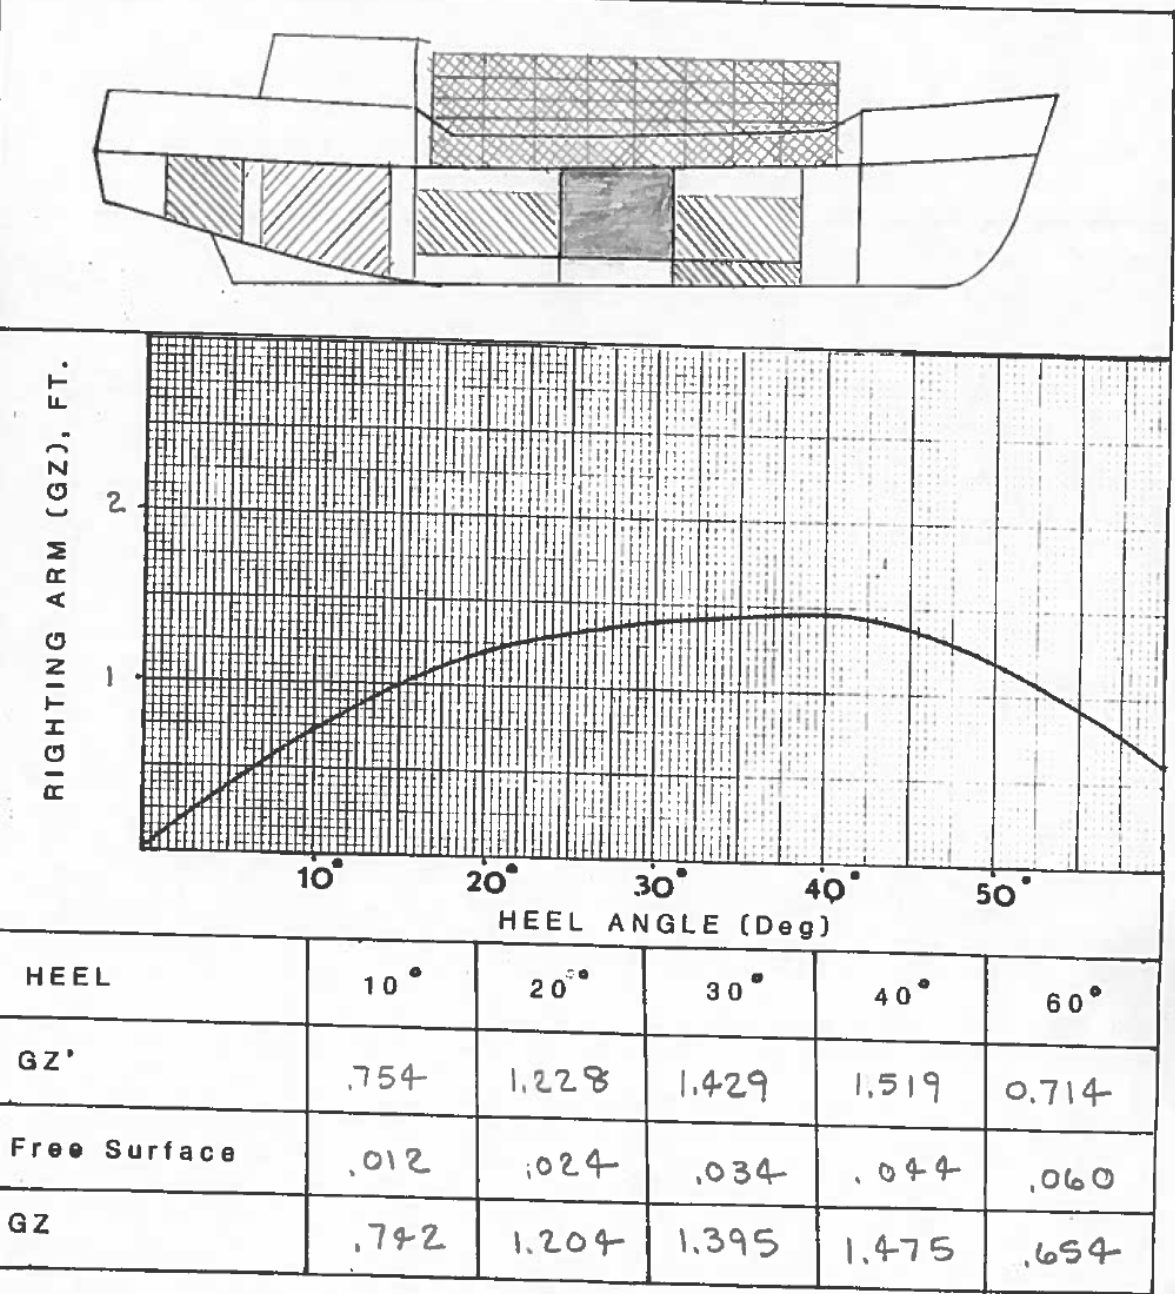 RIGHTING ARM (GZ), FT.
2
1
10° 20° 30° 40° 50°
HEEL ANGLE (Deg)
HEEL 10° 20° 30° 40° 60°
GZ' .754 1.228 1.429 1.519 0.714
Free Surface .012 .024 .034 .044 .060
GZ .742 1.204 1.395 1.475 .654